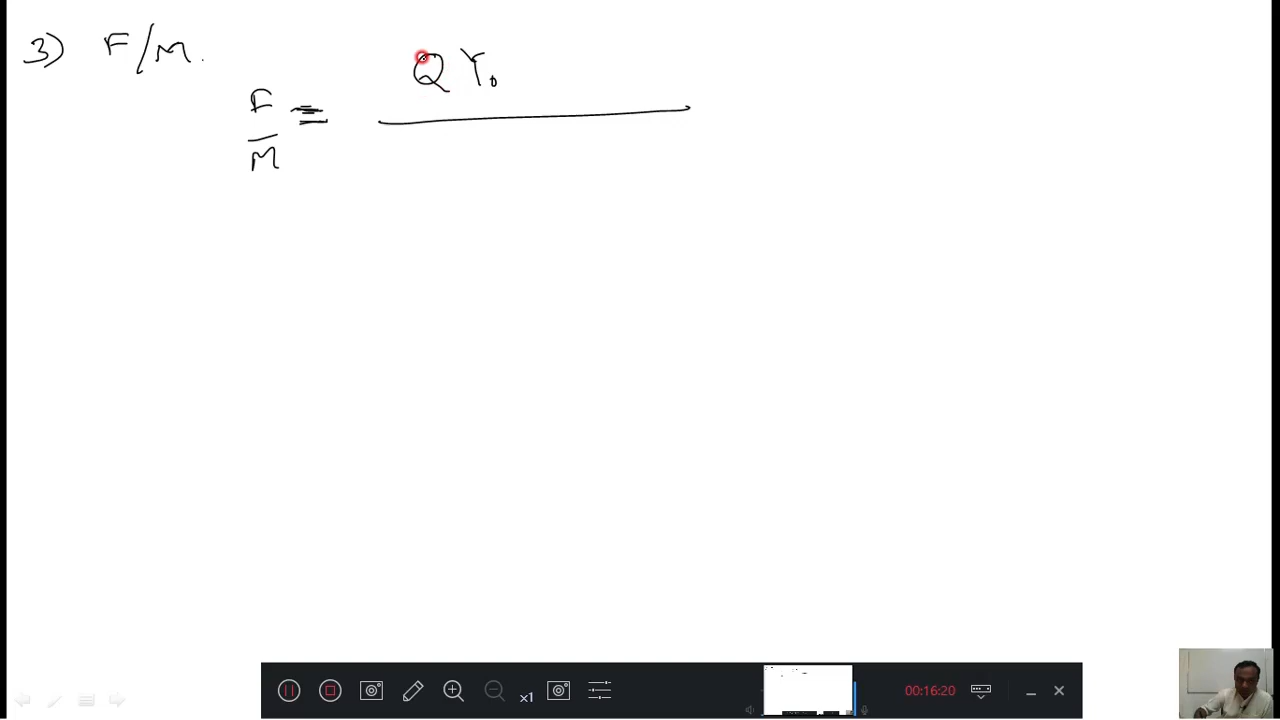 3) F/M.
F/M = Q Y₀
x1
00:16:20